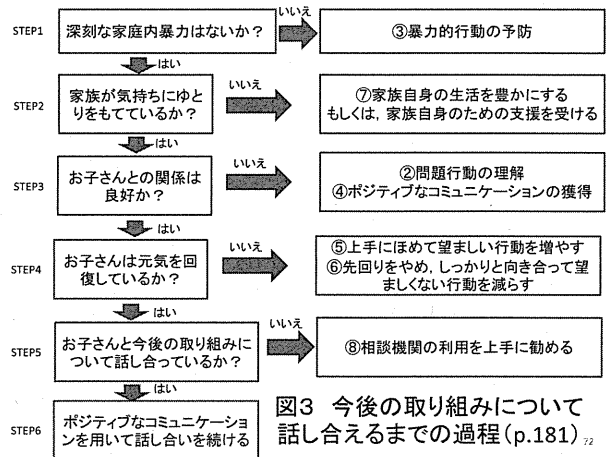 STEP1
深刻な家庭内暴力はないか？
いいえ
③暴力的行動の予防
はい
STEP2
家族が気持ちにゆと
りをもてているか？
いいえ
⑦家族自身の生活を豊かにする
もしくは，家族自身のための支援を受ける
はい
STEP3
お子さんとの関係は
良好か？
いいえ
②問題行動の理解
④ポジティブなコミュニケーションの獲得
はい
STEP4
お子さんは元気を回
復しているか？
いいえ
⑤上手にほめて望ましい行動を増やす
⑥先回りをやめ，しっかりと向き合って望
ましくない行動を減らす
はい
STEP5
お子さんと今後の取り組みに
ついて話し合っているか？
いいえ
⑧相談機関の利用を上手に勧める
はい
STEP6
ポジティブなコミュニケーショ
ンを用いて話し合いを続ける
図3 今後の取り組みについて
話し合えるまでの過程(p.181)
72